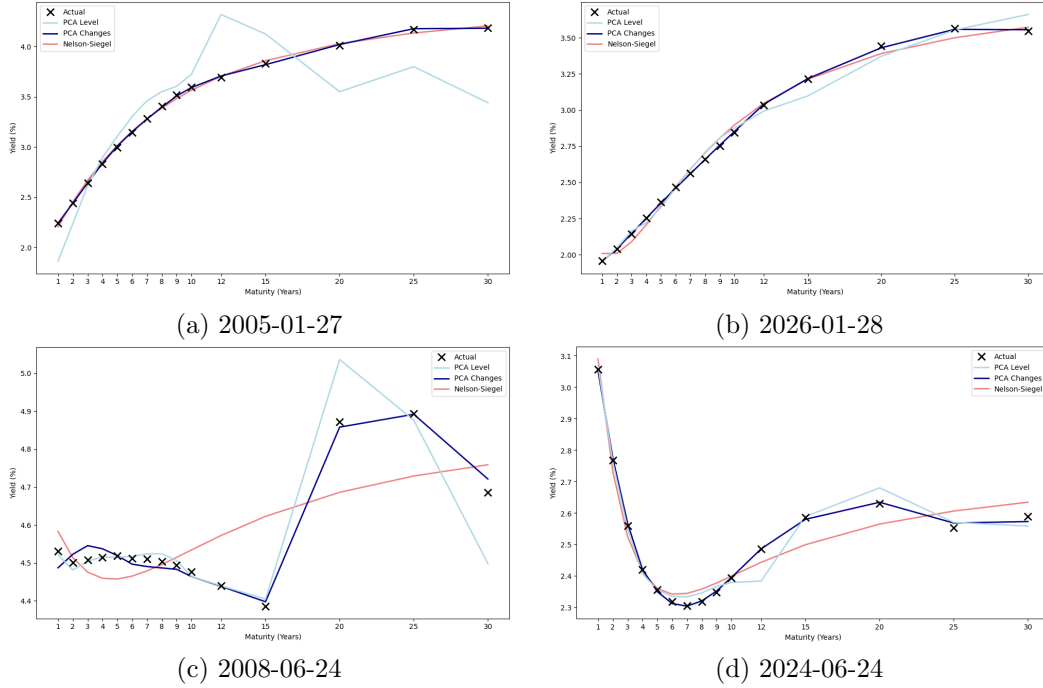 Actual
PCA Level
PCA Changes
Nelson-Siegel
Yield (%)
4.0
3.5
3.0
2.5
2.0
1 2 3 4 5 6 7 8 9 10 12 15 20 25 30
Maturity (Years)
(a) 2005-01-27
Actual
PCA Level
PCA Changes
Nelson-Siegel
Yield (%)
3.50
3.25
3.00
2.75
2.50
2.25
2.00
1 2 3 4 5 6 7 8 9 10 12 15 20 25 30
Maturity (Years)
(b) 2026-01-28
Actual
PCA Level
PCA Changes
Nelson-Siegel
Yield (%)
5.0
4.9
4.8
4.7
4.6
4.5
4.4
1 2 3 4 5 6 7 8 9 10 12 15 20 25 30
Maturity (Years)
(c) 2008-06-24
Actual
PCA Level
PCA Changes
Nelson-Siegel
Yield (%)
3.1
3.0
2.9
2.8
2.7
2.6
2.5
2.4
2.3
1 2 3 4 5 6 7 8 9 10 12 15 20 25 30
Maturity (Years)
(d) 2024-06-24